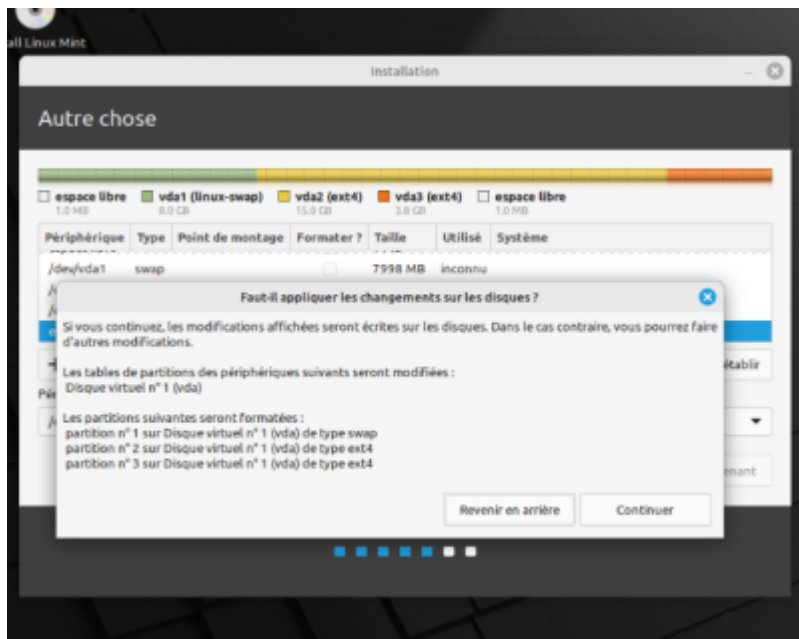 all Linux Mint
Installation
Autre chose
espace libre vda1 (linux-swap) vda2 (ext4) vda3 (ext4) espace libre
1.0 MB 8.0 GB 15.0 GB 3.8 GB 1.0 MB
Périphérique Type Point de montage Formater ? Taille Utilisé Système
/dev/vda1 swap 7998 MB inconnu
Faut-il appliquer les changements sur les disques ?
Si vous continuez, les modifications affichées seront écrites sur les disques. Dans le cas contraire, vous pourrez faire
d'autres modifications.
Les tables de partitions des périphériques suivants seront modifiées :
Disque virtuel n° 1 (vda)
Les partitions suivantes seront formatées :
partition n° 1 sur Disque virtuel n° 1 (vda) de type swap
partition n° 2 sur Disque virtuel n° 1 (vda) de type ext4
partition n° 3 sur Disque virtuel n° 1 (vda) de type ext4
établir
Pér
enant
Revenir en arrière Continuer